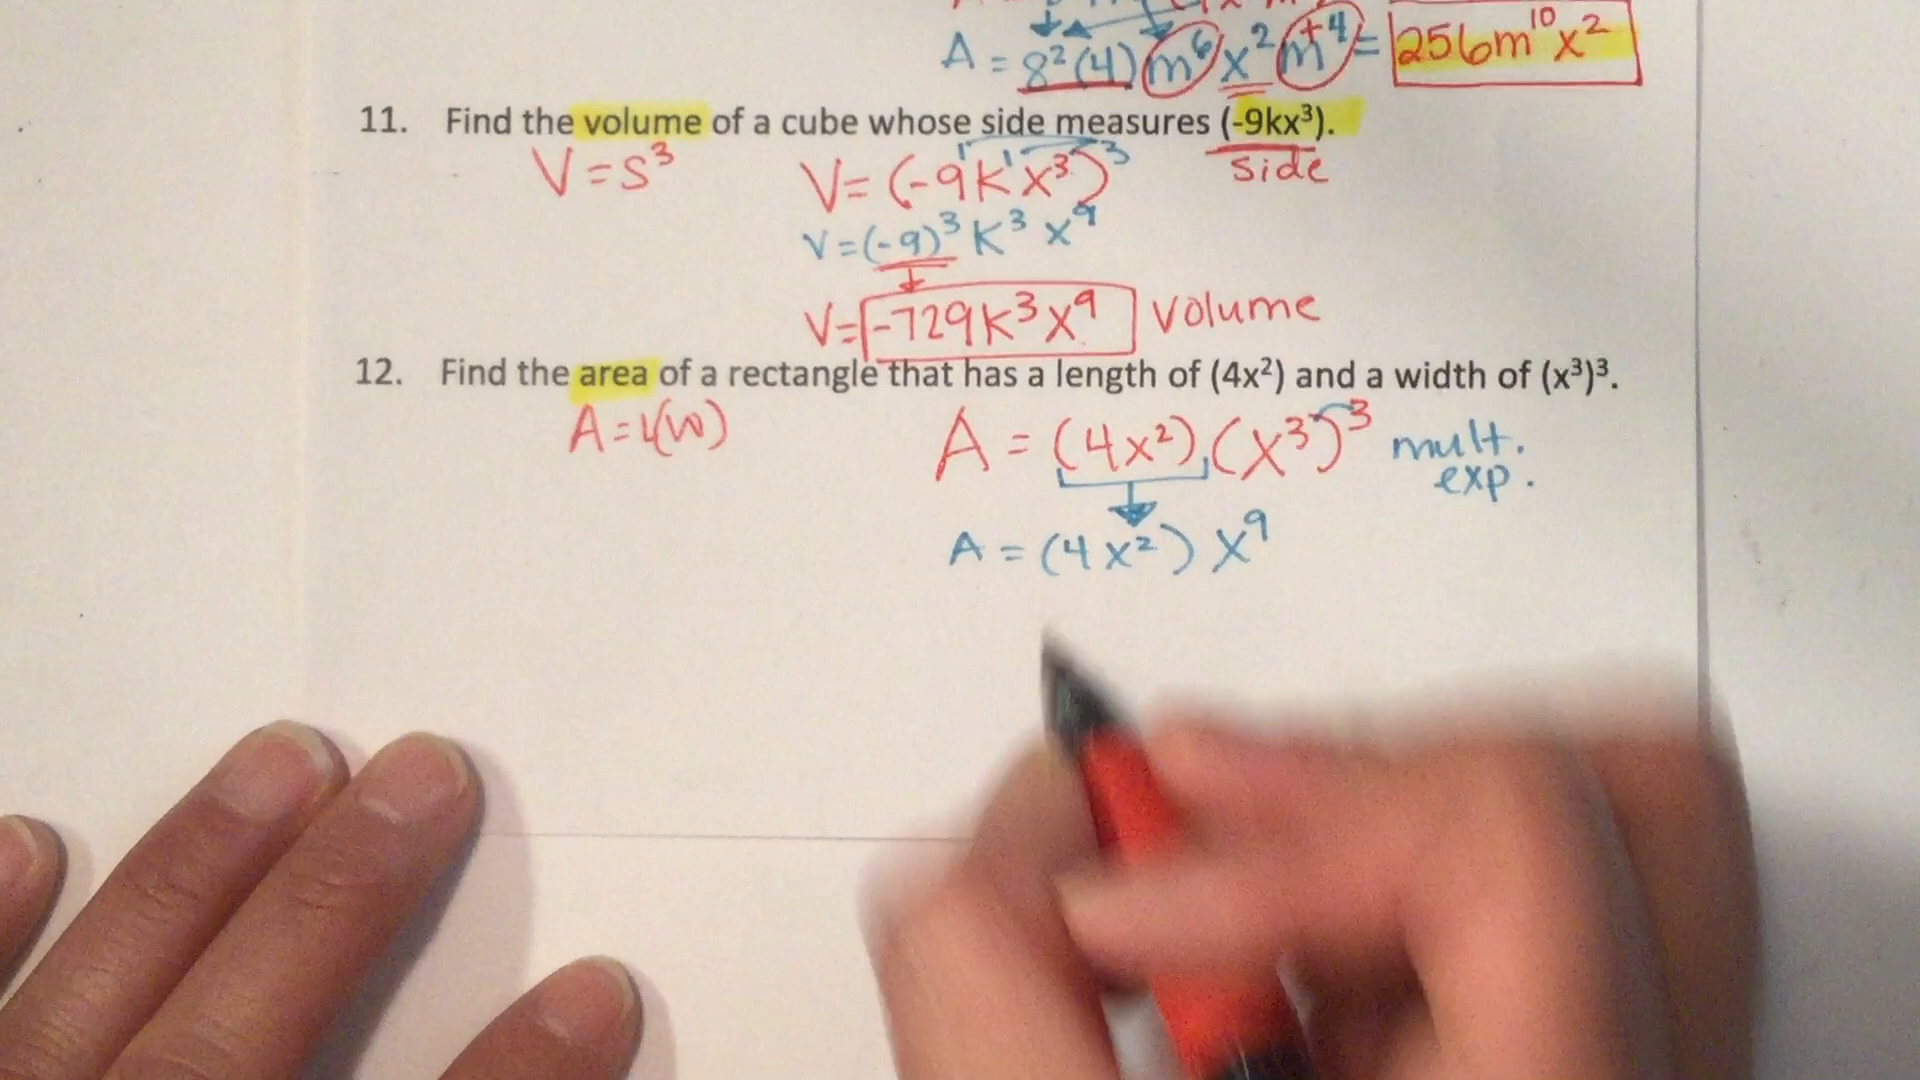 A = 8²(4) m⁶ x² m⁺⁴ = 256m¹⁰x²
11. Find the volume of a cube whose side measures (-9kx³).
V = s³ V = (-9¹k¹x³)³ side
V = (-9)³ k³ x⁹
V = -729k³x⁹ volume
12. Find the area of a rectangle that has a length of (4x²) and a width of (x³)³.
A = L(W) A = (4x²)(x³)³ mult. exp.
A = (4x²) x⁹